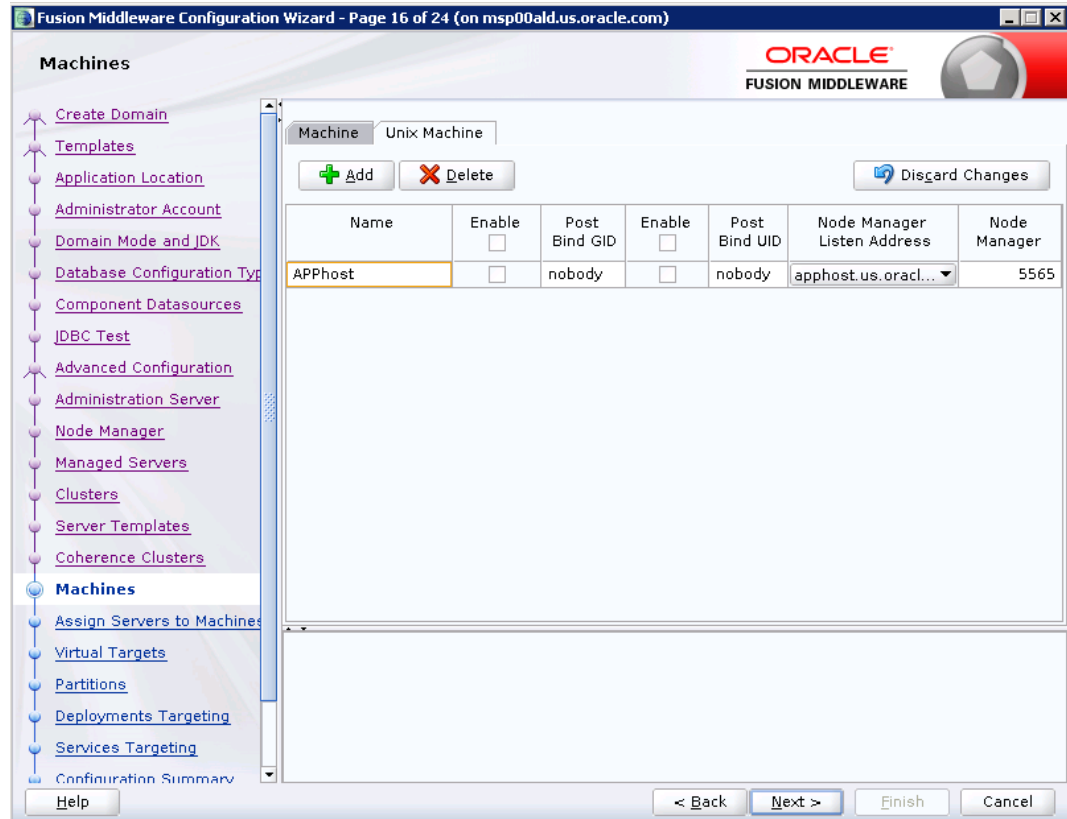 Fusion Middleware Configuration Wizard - Page 16 of 24 (on msp00ald.us.oracle.com)
Machines
ORACLE
FUSION MIDDLEWARE
Create Domain
Templates
Application Location
Administrator Account
Domain Mode and JDK
Database Configuration Typ
Component Datasources
JDBC Test
Advanced Configuration
Administration Server
Node Manager
Managed Servers
Clusters
Server Templates
Coherence Clusters
Machines
Assign Servers to Machines
Virtual Targets
Partitions
Deployments Targeting
Services Targeting
Configuration Summary
Machine Unix Machine
Add Delete Discard Changes
Name Enable Post Bind GID Enable Post Bind UID Node Manager Listen Address Node Manager
APPhost nobody nobody apphost.us.oracl... 5565
Help < Back Next > Finish Cancel